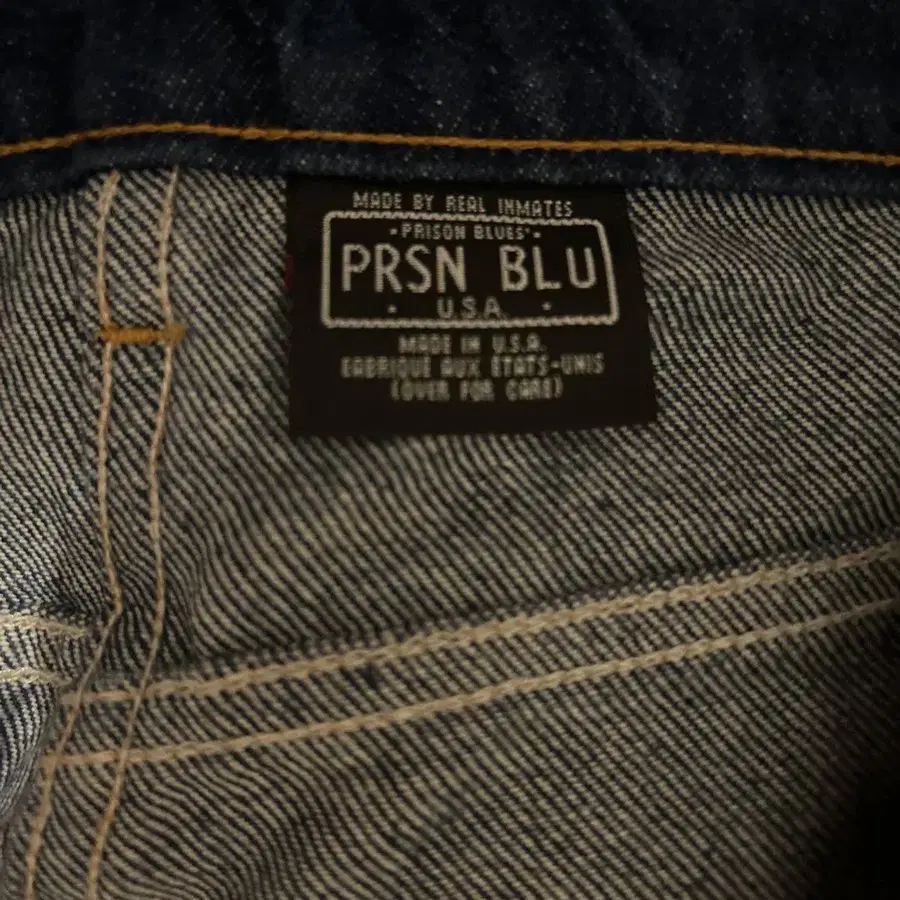 MADE BY REAL INMATES
• PRISON BLUES' •
PRSN BLU
• U.S.A. •
MADE IN U.S.A.
FABRIQUE AUX ETATS-UNIS
(OVER FOR CARE)